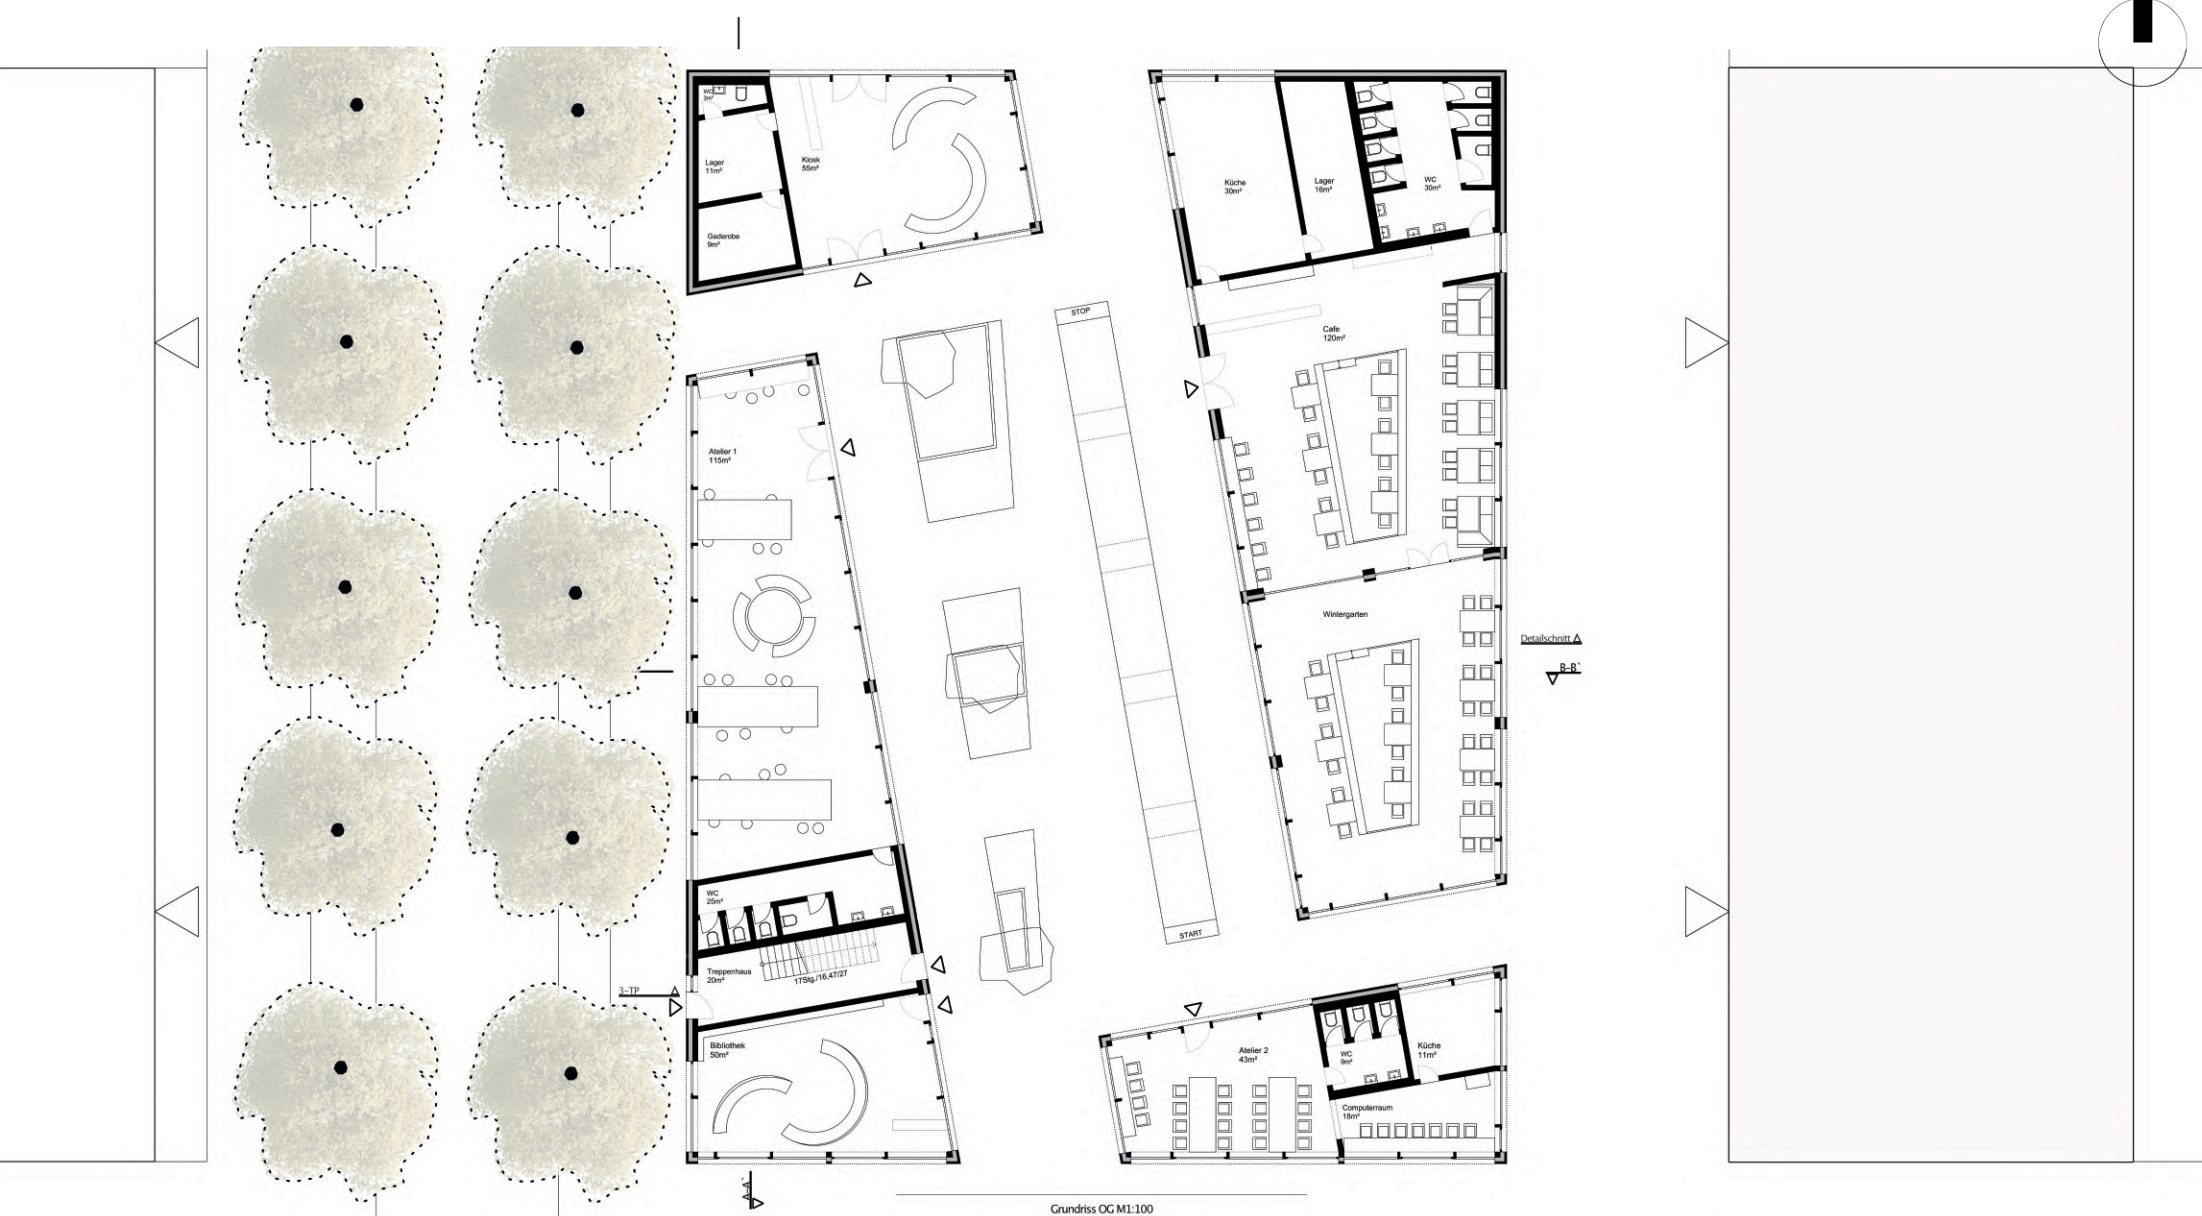 WC
3m²
Lager
11m²
Gaderobe
9m²
Kiosk
55m²
Küche
30m²
Lager
16m²
WC
30m²
STOP
Cafe
120m²
Atelier 1
115m²
Wintergarten
Detailschnitt
B-B`
WC
25m²
START
Treppenhaus
20m²
17Stg./16,47/27
3-TP
Bibliothek
50m²
Atelier 2
43m²
WC
9m²
Küche
11m²
Computerraum
18m²
A-A`
Grundriss OG M1:100